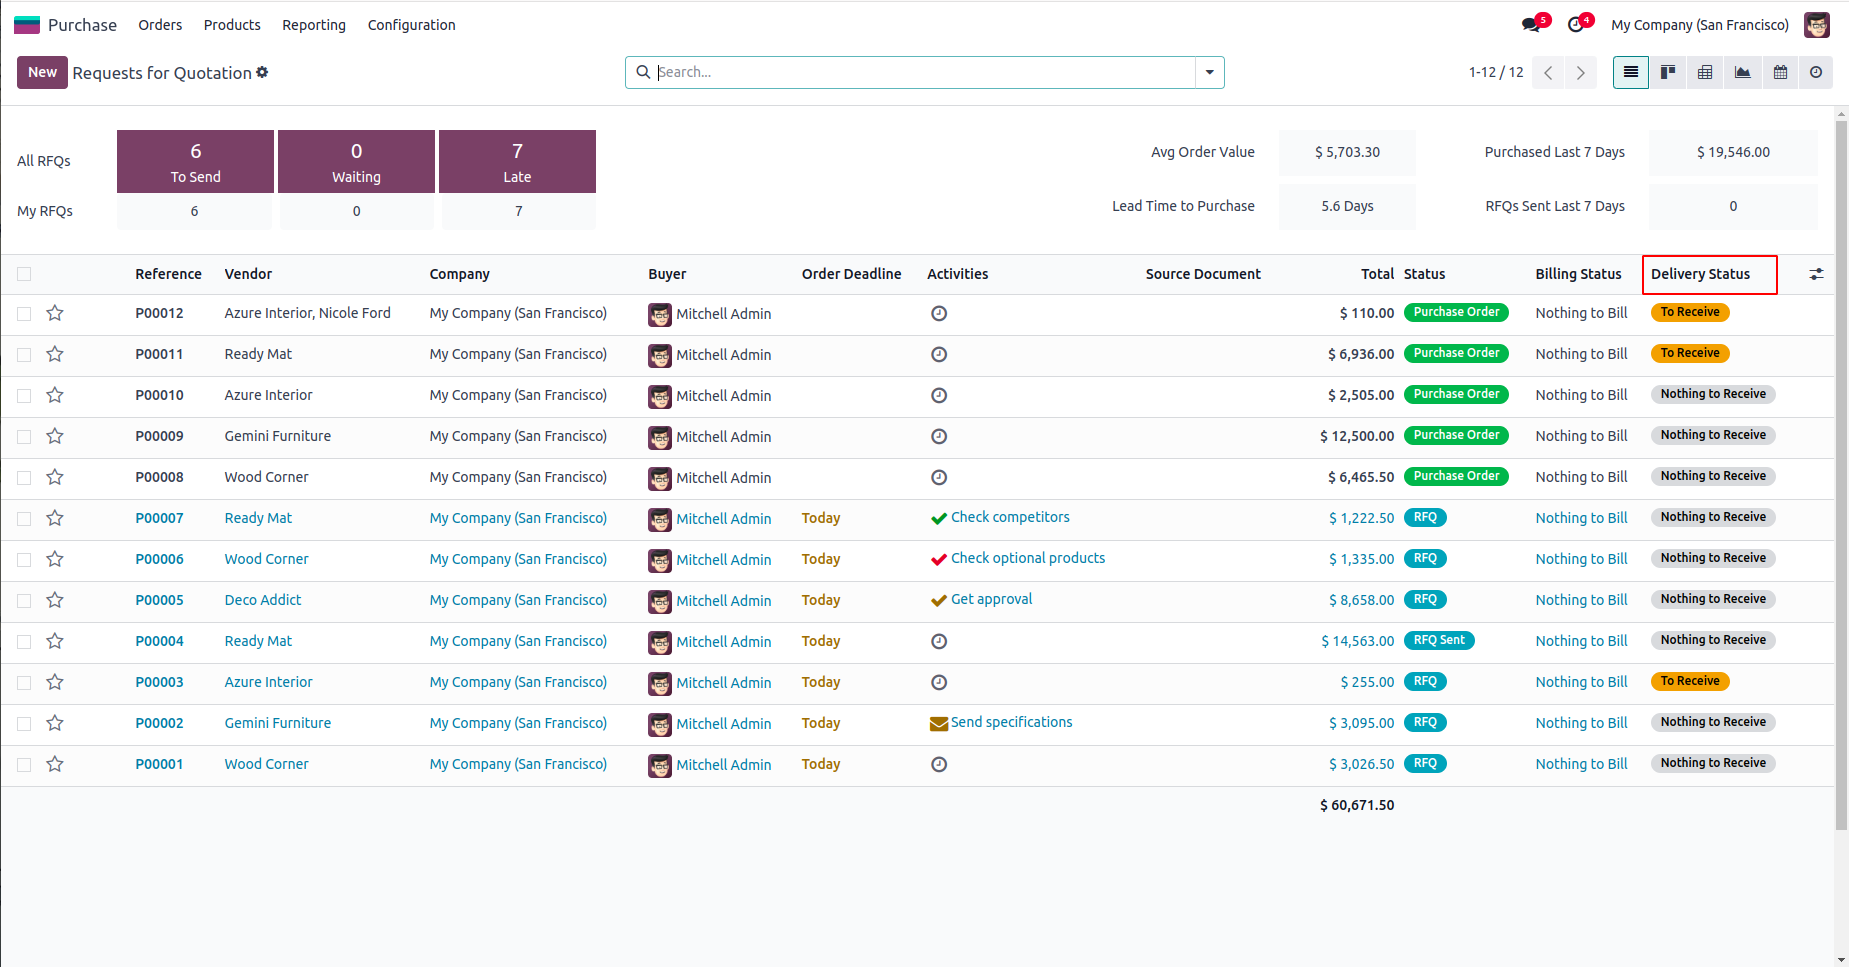 Purchase Orders Products Reporting Configuration 5 4 My Company (San Francisco)
New Requests for Quotation Search... 1-12 / 12
All RFQs 6 To Send 0 Waiting 7 Late Avg Order Value $ 5,703.30 Purchased Last 7 Days $ 19,546.00
My RFQs 6 0 7 Lead Time to Purchase 5.6 Days RFQs Sent Last 7 Days 0
Reference Vendor Company Buyer Order Deadline Activities Source Document Total Status Billing Status Delivery Status
P00012 Azure Interior, Nicole Ford My Company (San Francisco) Mitchell Admin $ 110.00 Purchase Order Nothing to Bill To Receive
P00011 Ready Mat My Company (San Francisco) Mitchell Admin $ 6,936.00 Purchase Order Nothing to Bill To Receive
P00010 Azure Interior My Company (San Francisco) Mitchell Admin $ 2,505.00 Purchase Order Nothing to Bill Nothing to Receive
P00009 Gemini Furniture My Company (San Francisco) Mitchell Admin $ 12,500.00 Purchase Order Nothing to Bill Nothing to Receive
P00008 Wood Corner My Company (San Francisco) Mitchell Admin $ 6,465.50 Purchase Order Nothing to Bill Nothing to Receive
P00007 Ready Mat My Company (San Francisco) Mitchell Admin Today Check competitors $ 1,222.50 RFQ Nothing to Bill Nothing to Receive
P00006 Wood Corner My Company (San Francisco) Mitchell Admin Today Check optional products $ 1,335.00 RFQ Nothing to Bill Nothing to Receive
P00005 Deco Addict My Company (San Francisco) Mitchell Admin Today Get approval $ 8,658.00 RFQ Nothing to Bill Nothing to Receive
P00004 Ready Mat My Company (San Francisco) Mitchell Admin Today $ 14,563.00 RFQ Sent Nothing to Bill Nothing to Receive
P00003 Azure Interior My Company (San Francisco) Mitchell Admin Today $ 255.00 RFQ Nothing to Bill To Receive
P00002 Gemini Furniture My Company (San Francisco) Mitchell Admin Today Send specifications $ 3,095.00 RFQ Nothing to Bill Nothing to Receive
P00001 Wood Corner My Company (San Francisco) Mitchell Admin Today $ 3,026.50 RFQ Nothing to Bill Nothing to Receive
$ 60,671.50